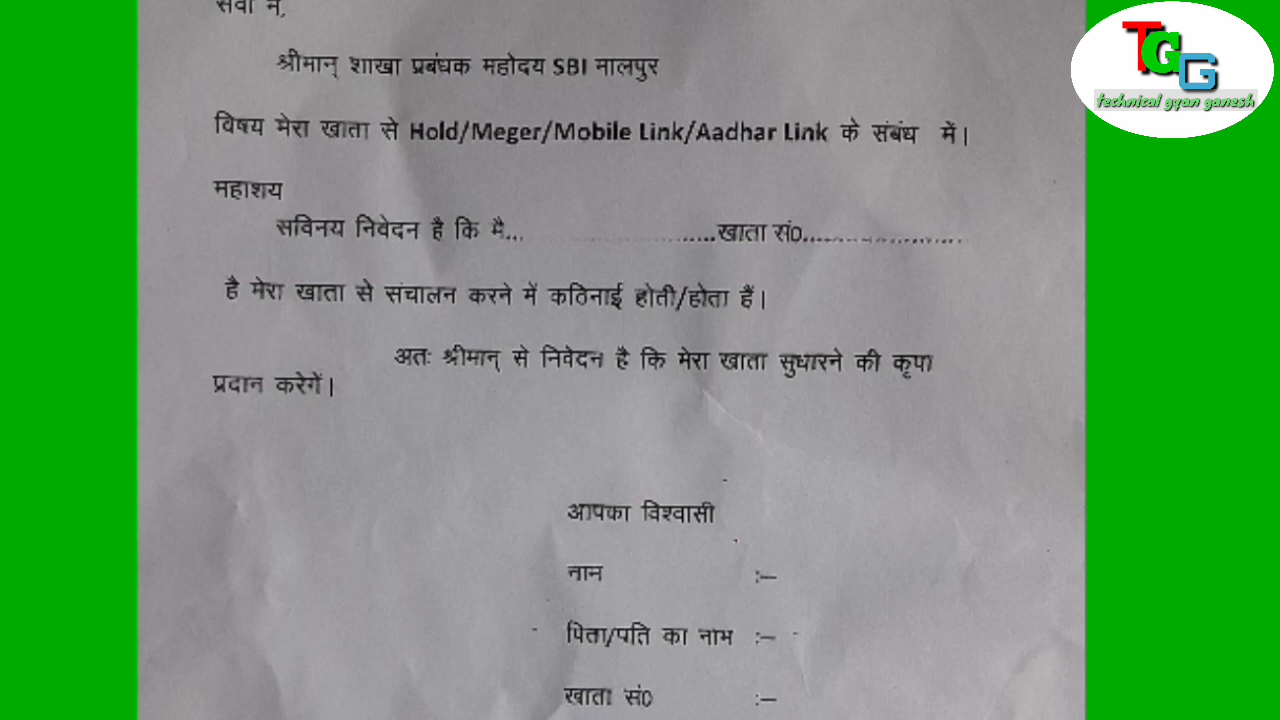 सेवा में,
श्रीमान् शाखा प्रबंधक महोदय SBI मालपुर
विषय मेरा खाता से Hold/Meger/Mobile Link/Aadhar Link के संबंध में।
महाशय
सविनय निवेदन है कि मै... ......खाता सं0........................
है मेरा खाता से संचालन करने में कठिनाई होती/होता हैं।
अतः श्रीमान् से निवेदन है कि मेरा खाता सुधारने की कृपा
प्रदान करेगें।
आपका विश्वासी
नाम :—
पिता/पति का नाम :—
खाता सं0 :—
TGG
technical gyan ganesh